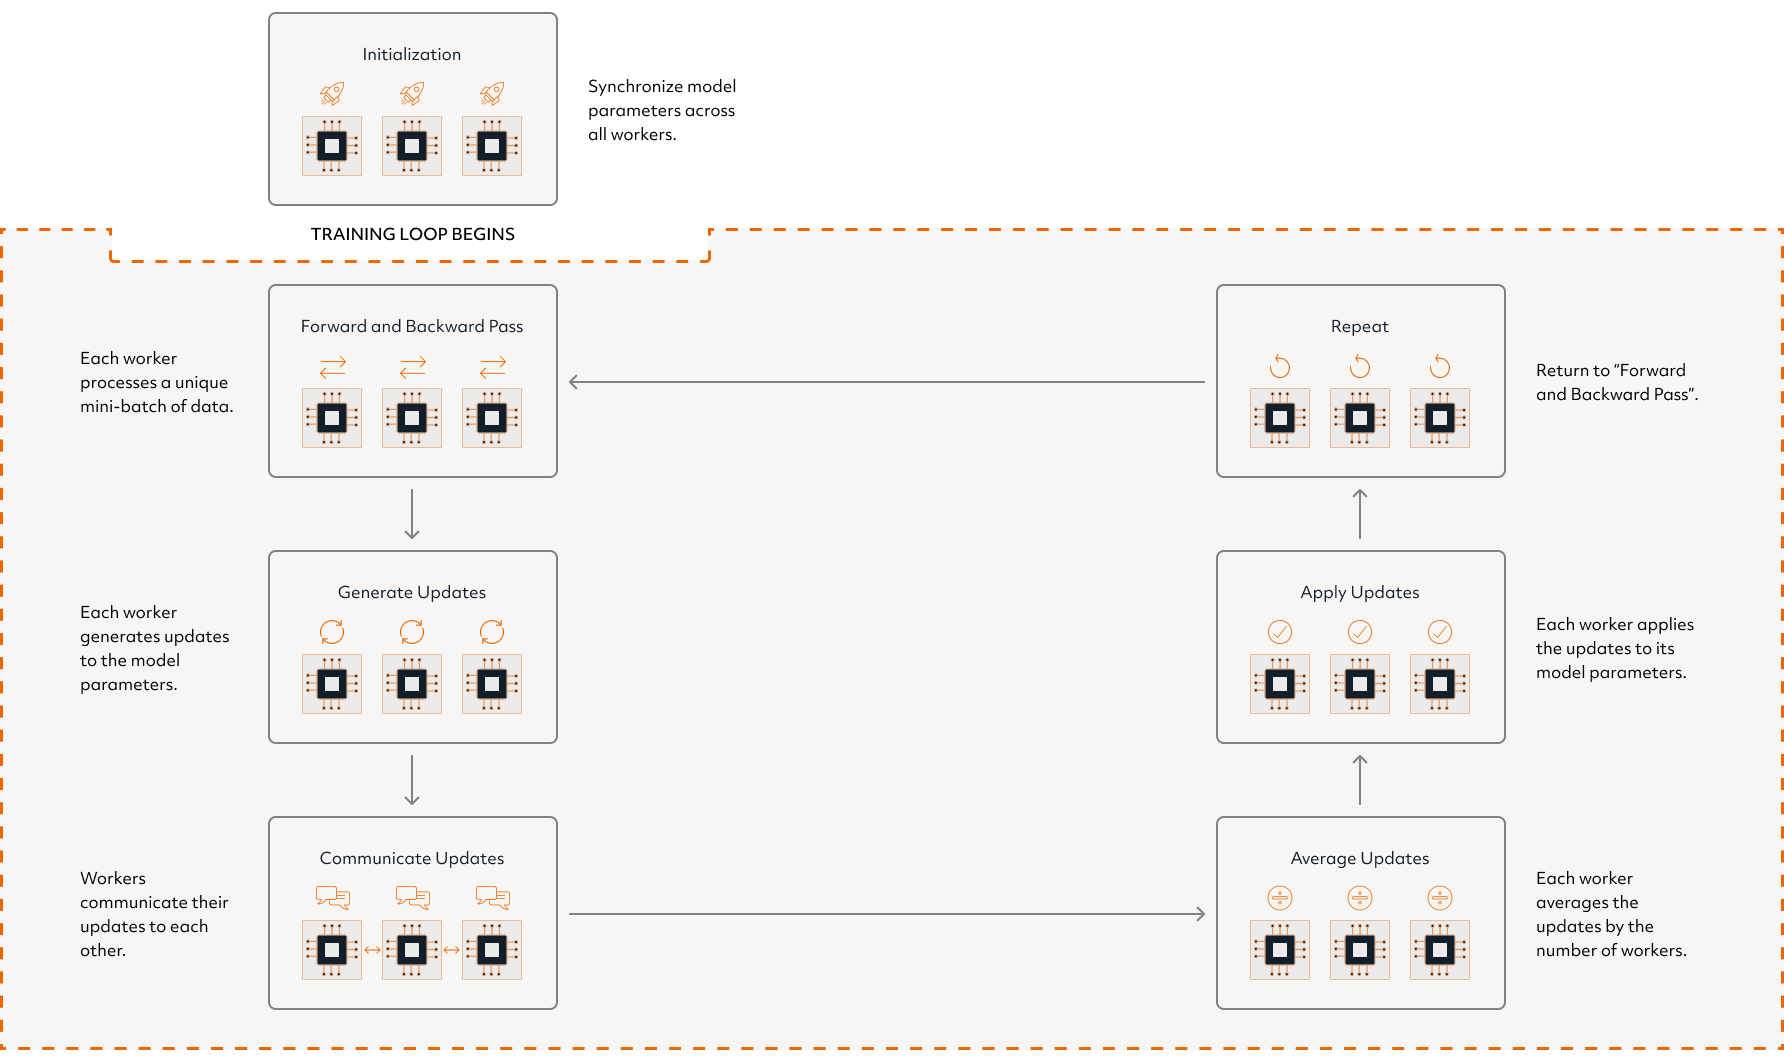 Initialization
Synchronize model
parameters across
all workers.
TRAINING LOOP BEGINS
Each worker
processes a unique
mini-batch of data.
Forward and Backward Pass
Repeat
Return to “Forward
and Backward Pass”.
Each worker
generates updates
to the model
parameters.
Generate Updates
Apply Updates
Each worker applies
the updates to its
model parameters.
Workers
communicate their
updates to each
other.
Communicate Updates
Average Updates
Each worker
averages the
updates by the
number of workers.